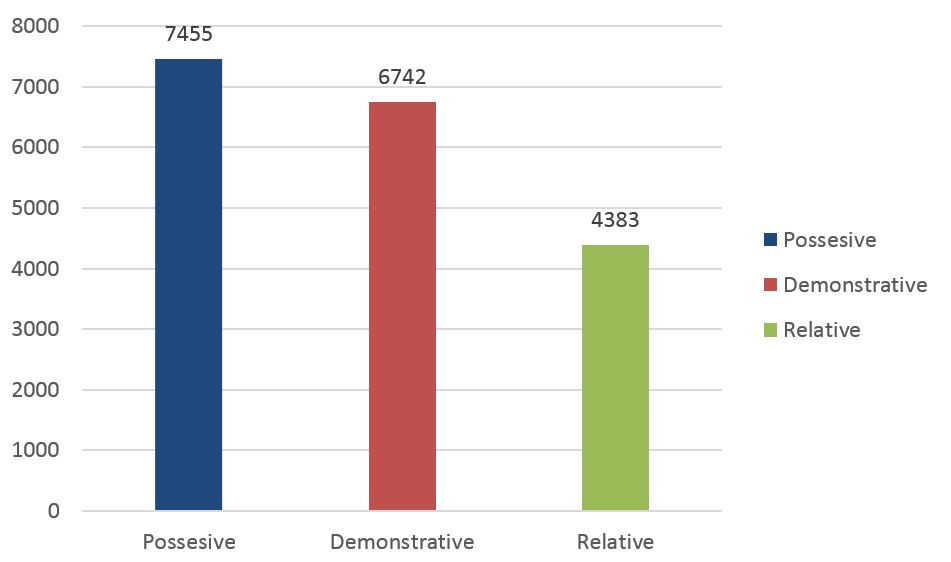 8000
7000
6000
5000
4000
3000
2000
1000
0
7455
6742
4383
Possesive
Demonstrative
Relative
Possesive
Demonstrative
Relative